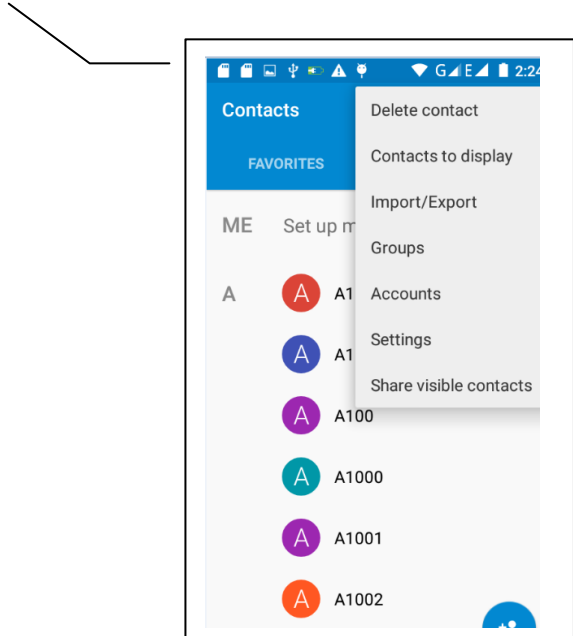 G E 2:24
Contacts
Delete contact
FAVORITES
Contacts to display
Import/Export
ME Set up m
Groups
A A A1
Accounts
A A1
Settings
Share visible contacts
A A100
A A1000
A A1001
A A1002